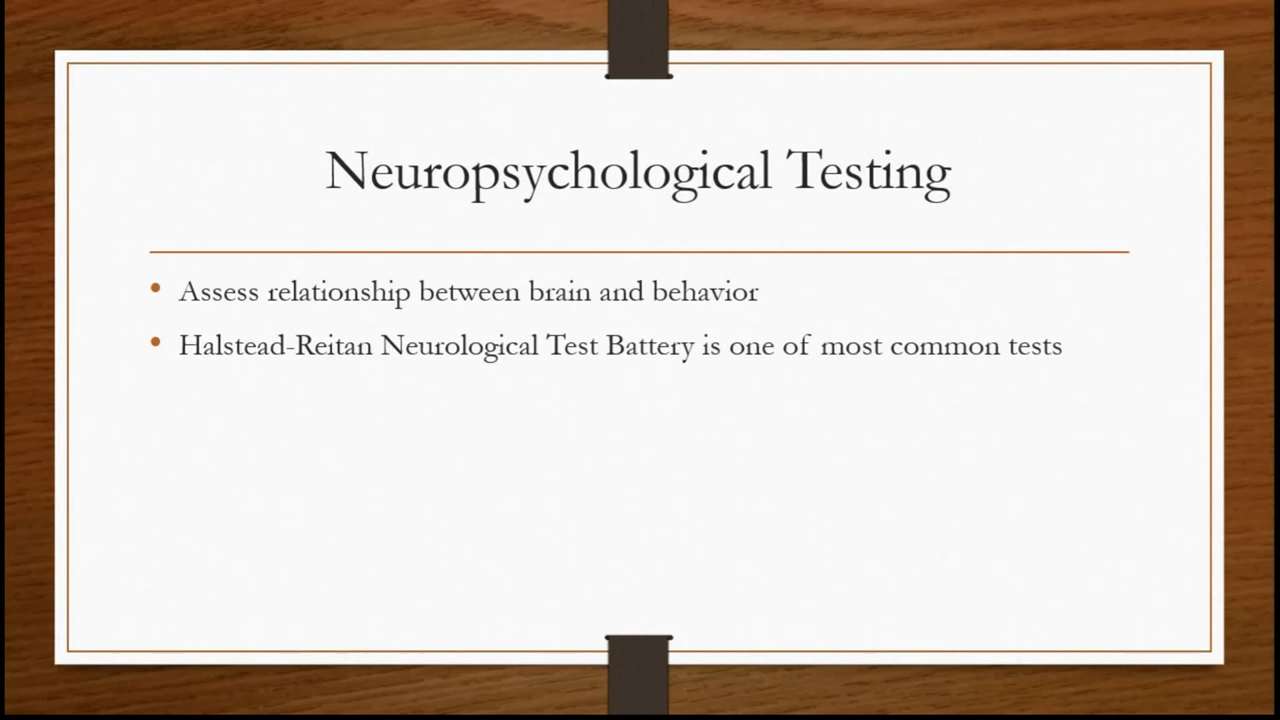 Neuropsychological Testing
• Assess relationship between brain and behavior
• Halstead-Reitan Neurological Test Battery is one of most common tests